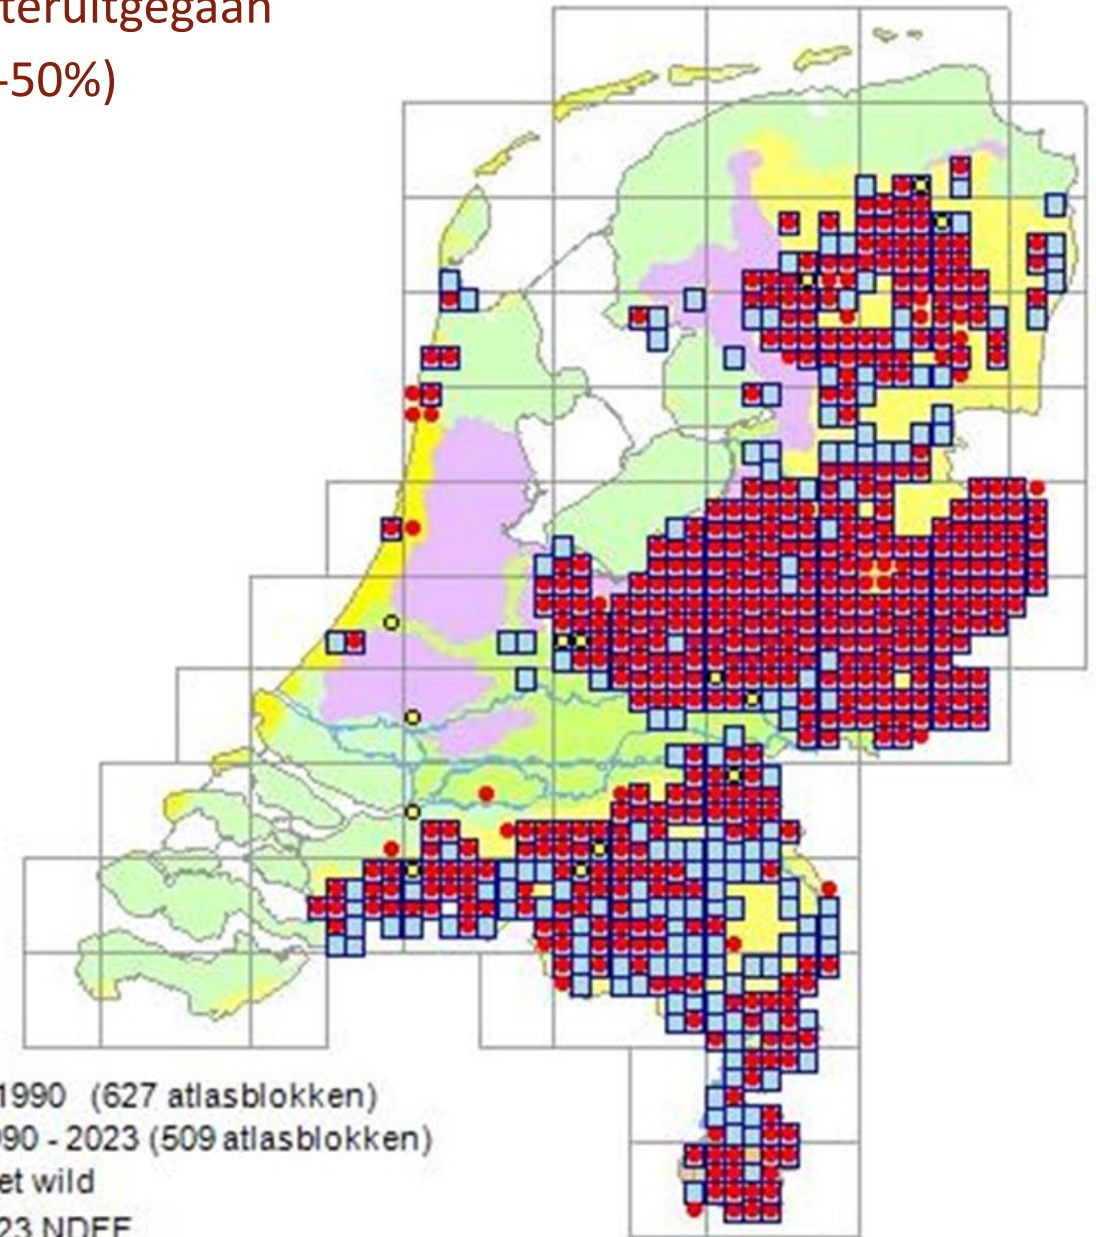 teruitgegaan
-50%)
1990 (627 atlasblokken)
90 - 2023 (509 atlasblokken)
et wild
23 NDFF